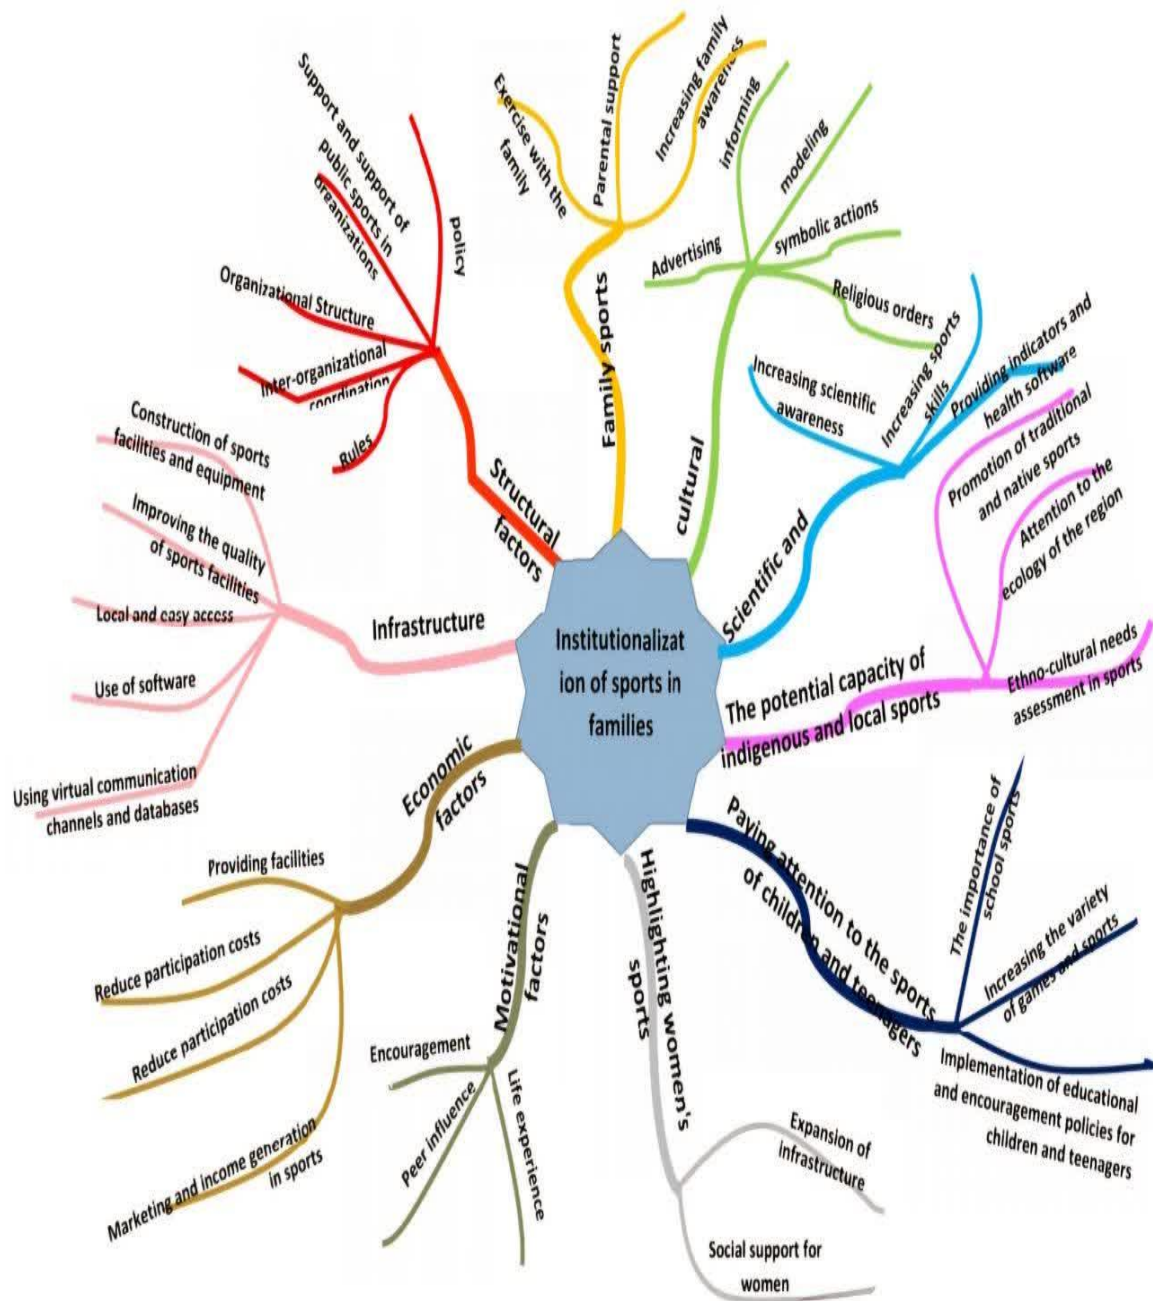 Institutionalizat
ion of sports in
families
Family sports
Exercise with the
family
Parental support
Increasing family
awareness
cultural
Advertising
informing
modeling
symbolic actions
Religious orders
Scientific and
Increasing scientific
awareness
Increasing sports
skills
Providing indicators and
health software
The potential capacity of
indigenous and local sports
Promotion of traditional
and native sports
Attention to the
ecology of the region
Ethno-cultural needs
assessment in sports
Paying attention to the sports
of children and teenagers
The importance of
school sports
Increasing the variety
of games and sports
Implementation of educational
and encouragement policies for
children and teenagers
Highlighting women's
sports
Expansion of
infrastructure
Social support for
women
Motivational
factors
Encouragement
Peer influence
Life experience
Economic
factors
Providing facilities
Reduce participation costs
Reduce participation costs
Marketing and income generation
in sports
Infrastructure
Construction of sports
facilities and equipment
Improving the quality
of sports facilities
Local and easy access
Use of software
Using virtual communication
channels and databases
Structural
factors
policy
Support and support of
public sports in
organizations
Organizational Structure
Inter-organizational
coordination
Rules